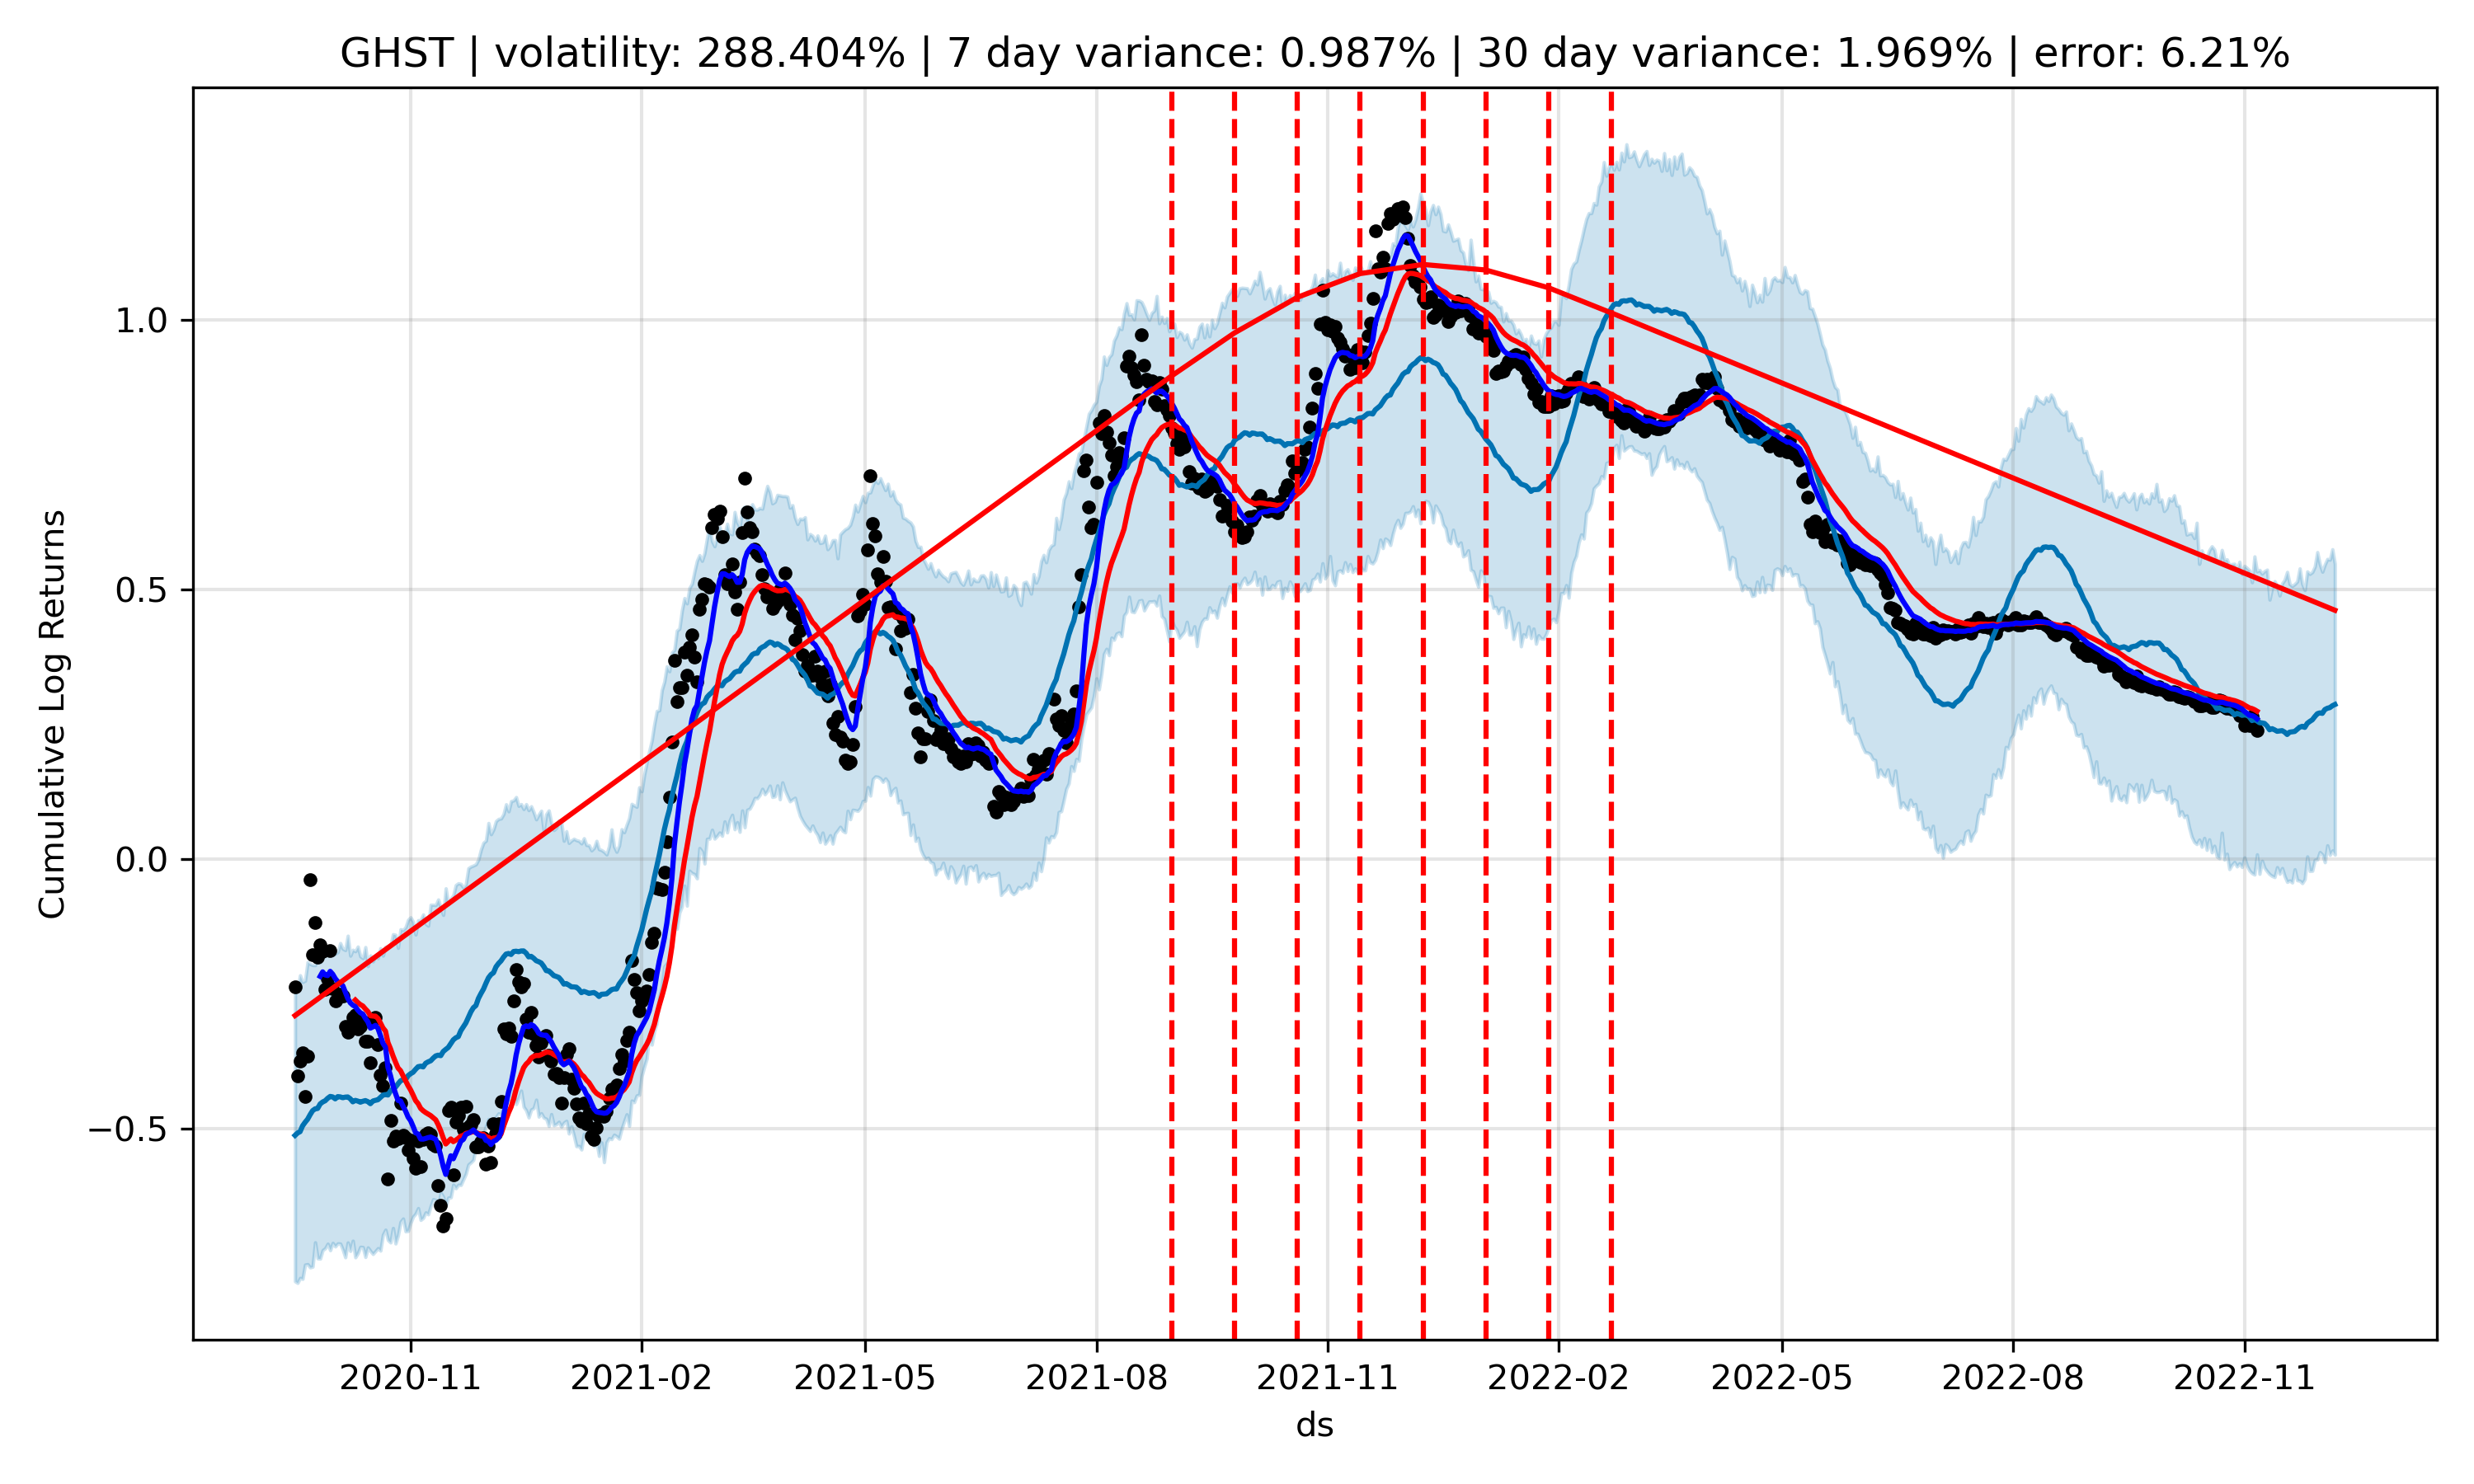 GHST | volatility: 288.404% | 7 day variance: 0.987% | 30 day variance: 1.969% | error: 6.21%
Cumulative Log Returns
1.0
0.5
0.0
−0.5
2020-11 2021-02 2021-05 2021-08 2021-11 2022-02 2022-05 2022-08 2022-11
ds